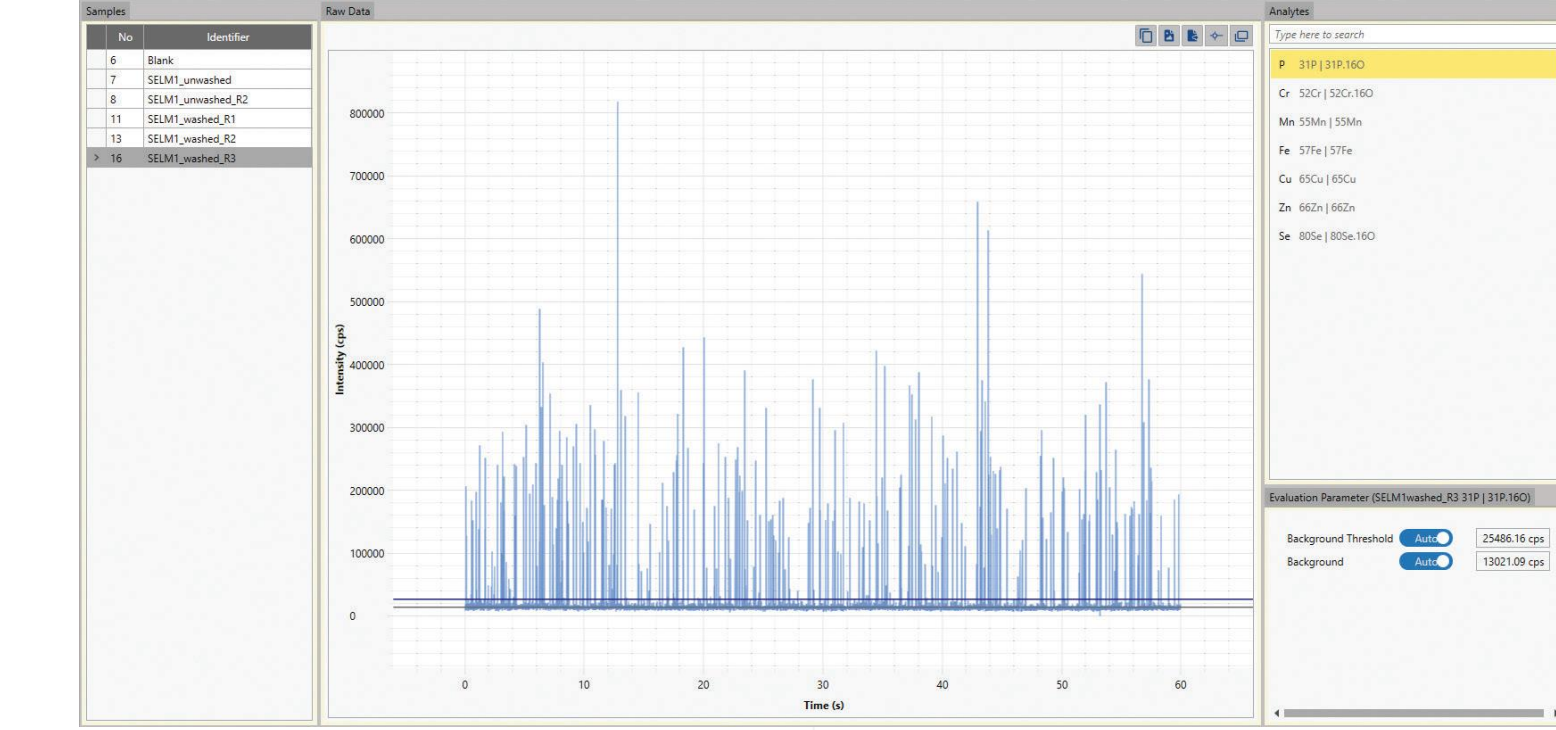 Samples
No Identifier
6 Blank
7 SELM1_unwashed
8 SELM1_unwashed_R2
11 SELM1_washed_R1
13 SELM1_washed_R2
> 16 SELM1_washed_R3
Raw Data
Intensity (cps)
800000
700000
600000
500000
400000
300000
200000
100000
0
0 10 20 30 40 50 60
Time (s)
Analytes
Type here to search
P 31P | 31P.16O
Cr 52Cr | 52Cr.16O
Mn 55Mn | 55Mn
Fe 57Fe | 57Fe
Cu 65Cu | 65Cu
Zn 66Zn | 66Zn
Se 80Se | 80Se.16O
Evaluation Parameter (SELM1washed_R3 31P | 31P.16O)
Background Threshold Auto 25486.16 cps
Background Auto 13021.09 cps